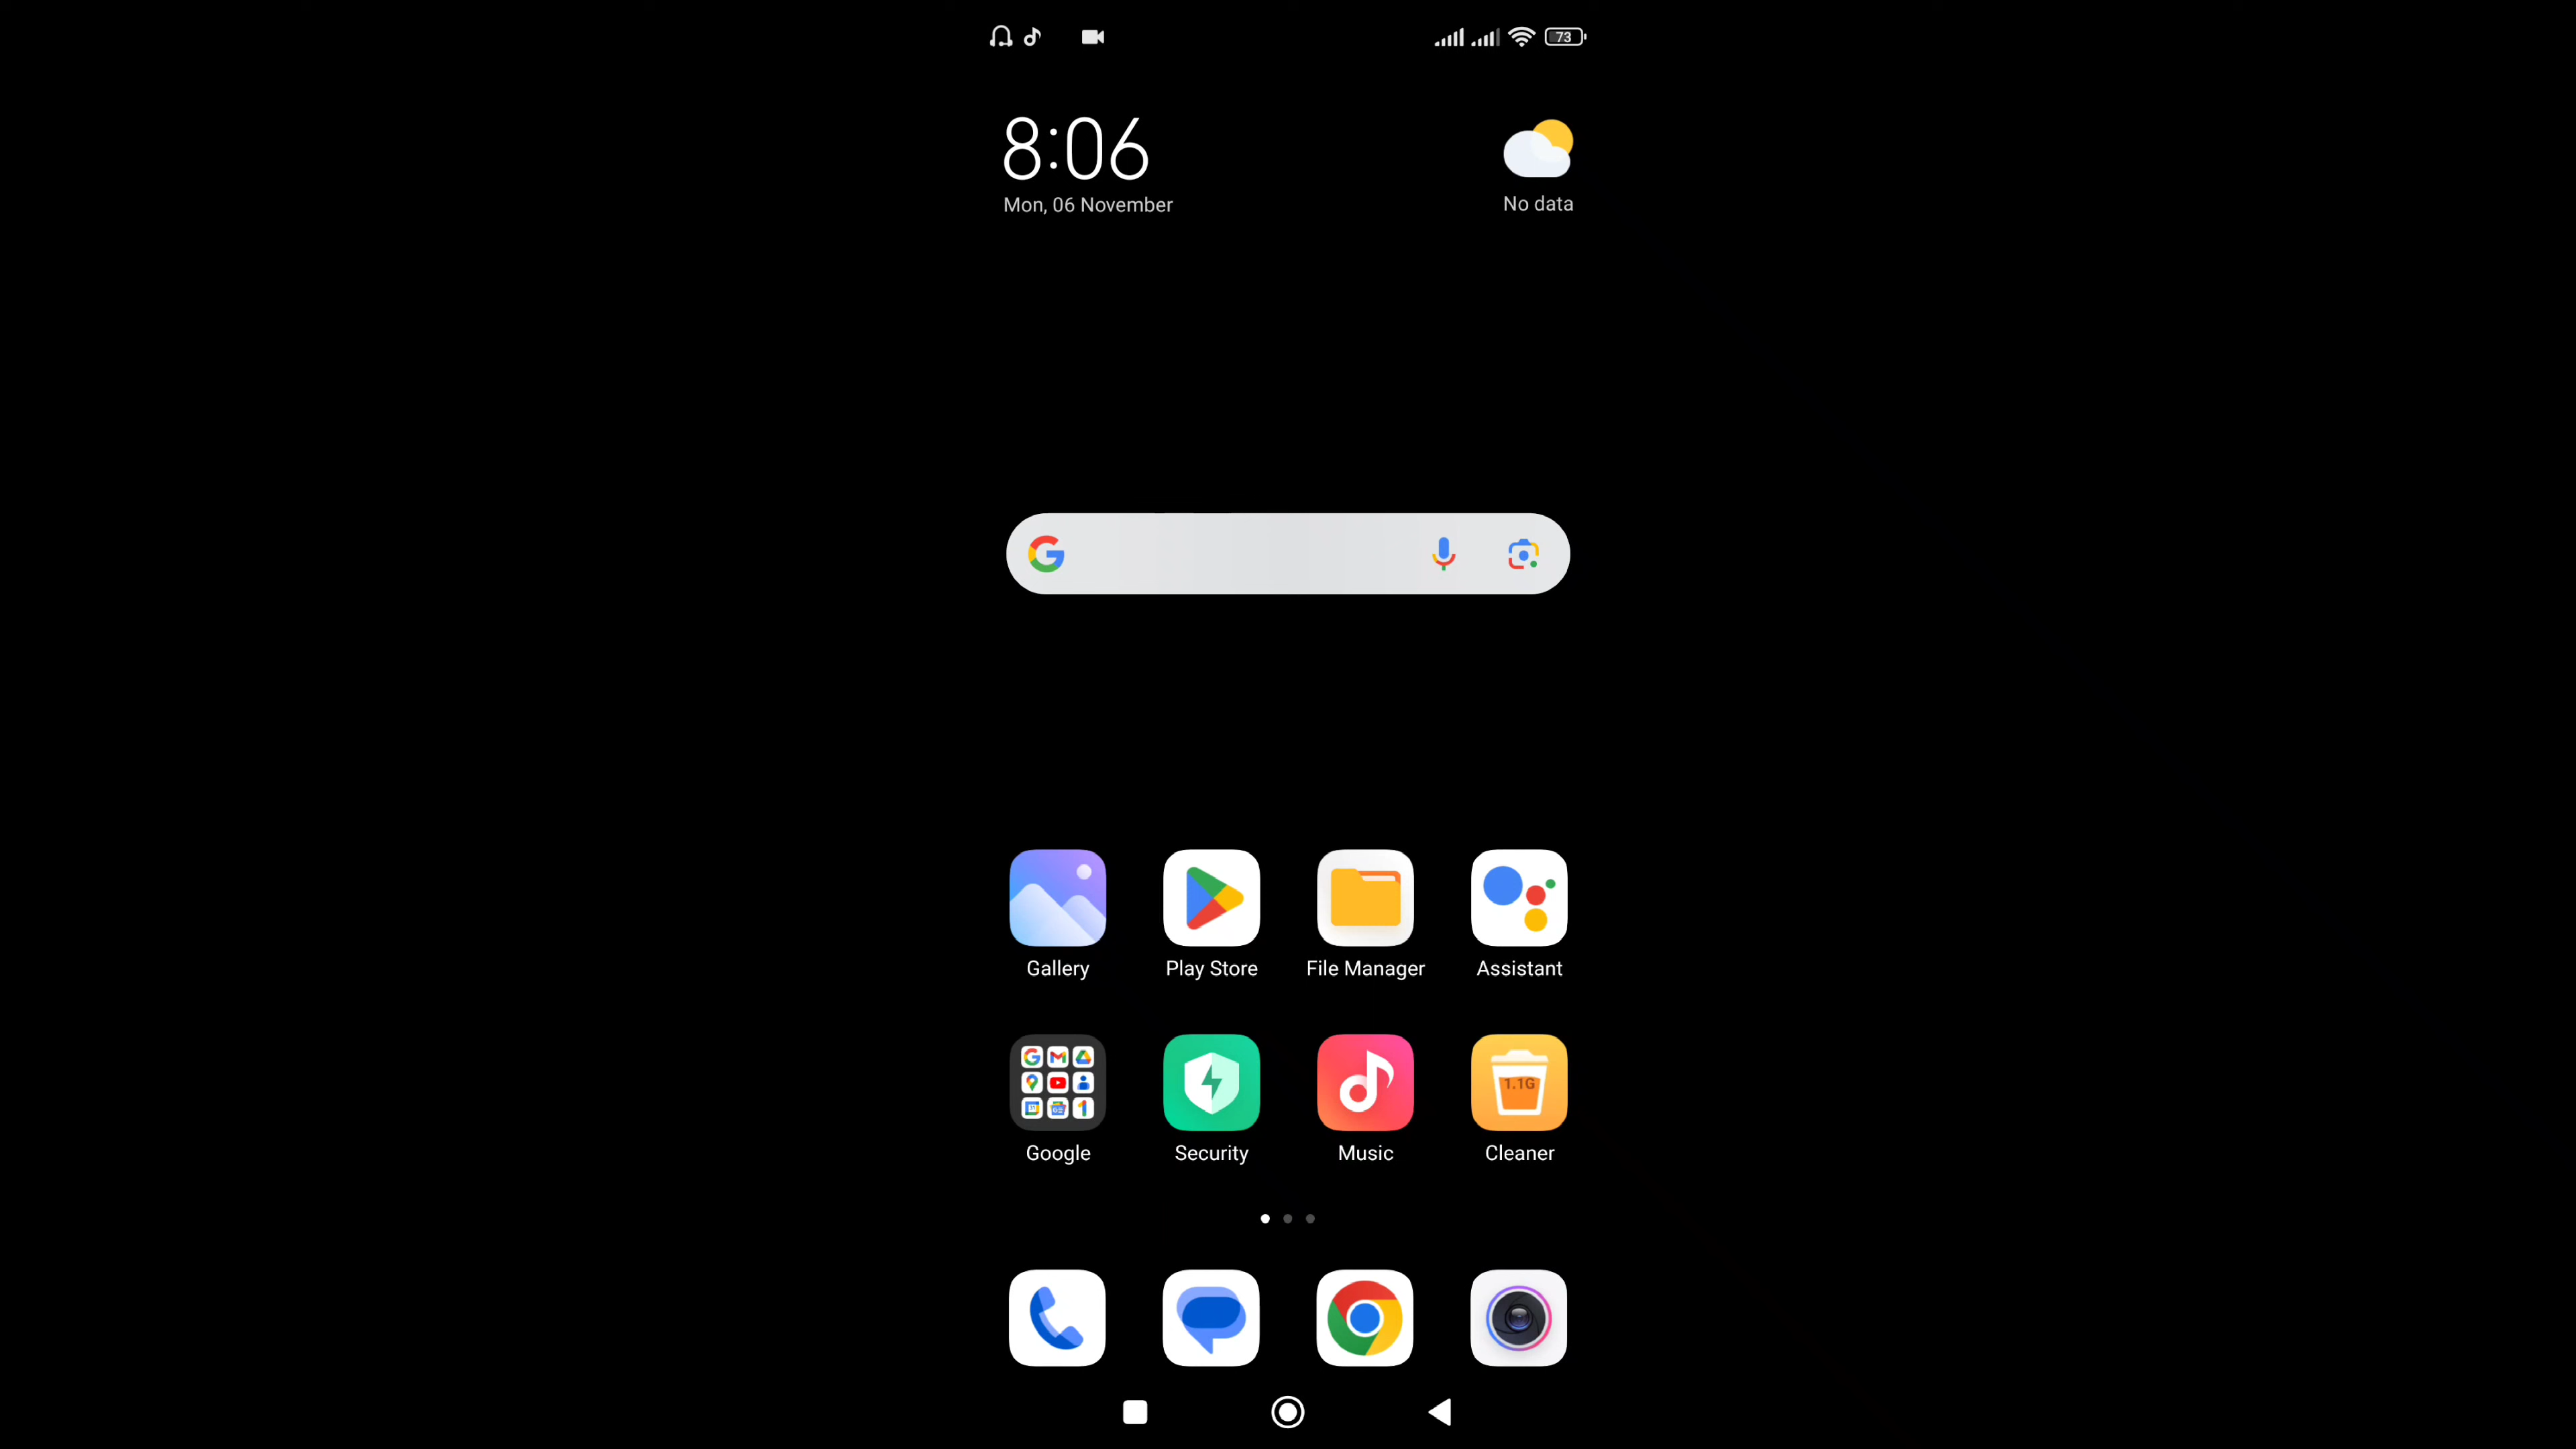 73
8:06
Mon, 06 November
No data
Gallery
Play Store
File Manager
Assistant
1.1G
Google
Security
Music
Cleaner